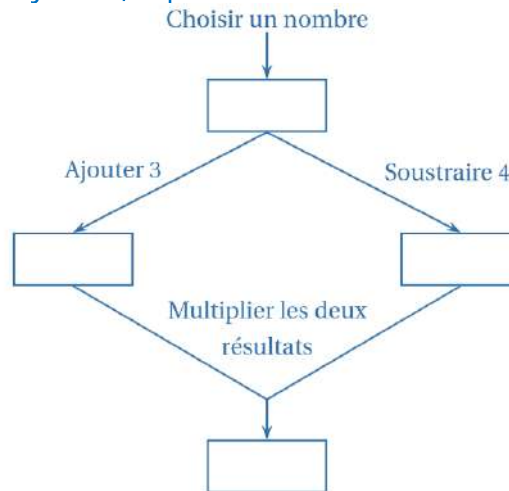 Choisir un nombre
Ajouter 3
Soustraire 4
Multiplier les deux
résultats